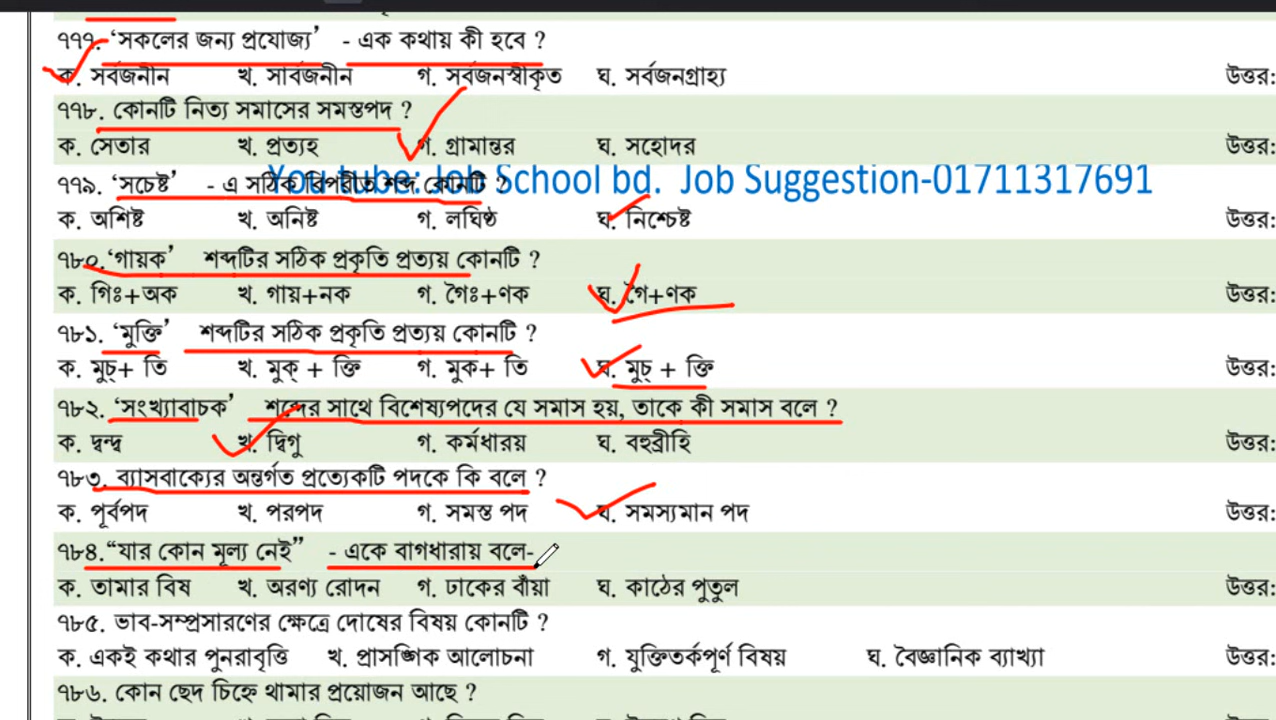 ৭৭৭. ‘সকলের জন্য প্রযোজ্য’ - এক কথায় কী হবে ?
ক. সর্বজনীন খ. সার্বজনীন গ. সর্বজনস্বীকৃত ঘ. সর্বজনগ্রাহ্য উত্তর:
৭৭৮. কোনটি নিত্য সমাসের সমস্তপদ ?
ক. সেতার খ. প্রত্যহ গ. গ্রামান্তর ঘ. সহোদর উত্তর:
You tube: Job School bd. Job Suggestion-01711317691
৭৭৯. ‘সচেষ্ট’ - এ সঠিক বিপরীত শব্দ কোনটি ?
ক. অশিষ্ট খ. অনিষ্ট গ. লঘিষ্ঠ ঘ. নিশ্চেষ্ট উত্তর:
৭৮০. ‘গায়ক’ শব্দটির সঠিক প্রকৃতি প্রত্যয় কোনটি ?
ক. গিঃ+অক খ. গায়+নক গ. গৈঃ+ণক ঘ. গৈ+ণক উত্তর:
৭৮১. ‘মুক্তি’ শব্দটির সঠিক প্রকৃতি প্রত্যয় কোনটি ?
ক. মুচ্+ তি খ. মুক্ + ক্তি গ. মুক+ তি ঘ. মুচ্ + ক্তি উত্তর:
৭৮২. ‘সংখ্যাবাচক’ শব্দের সাথে বিশেষ্যপদের যে সমাস হয়, তাকে কী সমাস বলে ?
ক. দ্বন্দ্ব খ. দ্বিগু গ. কর্মধারয় ঘ. বহুব্রীহি উত্তর:
৭৮৩. ব্যাসবাক্যের অন্তর্গত প্রত্যেকটি পদকে কি বলে ?
ক. পূর্বপদ খ. পরপদ গ. সমস্ত পদ ঘ. সমস্যমান পদ উত্তর:
৭৮৪.“যার কোন মূল্য নেই” - একে বাগধারায় বলে-
ক. তামার বিষ খ. অরণ্য রোদন গ. ঢাকের বাঁয়া ঘ. কাঠের পুতুল উত্তর:
৭৮৫. ভাব-সম্প্রসারণের ক্ষেত্রে দোষের বিষয় কোনটি ?
ক. একই কথার পুনরাবৃত্তি খ. প্রাসঙ্গিক আলোচনা গ. যুক্তিতর্কপূর্ণ বিষয় ঘ. বৈজ্ঞানিক ব্যাখ্যা উত্তর:
৭৮৬. কোন ছেদ চিহ্নে থামার প্রয়োজন আছে ?